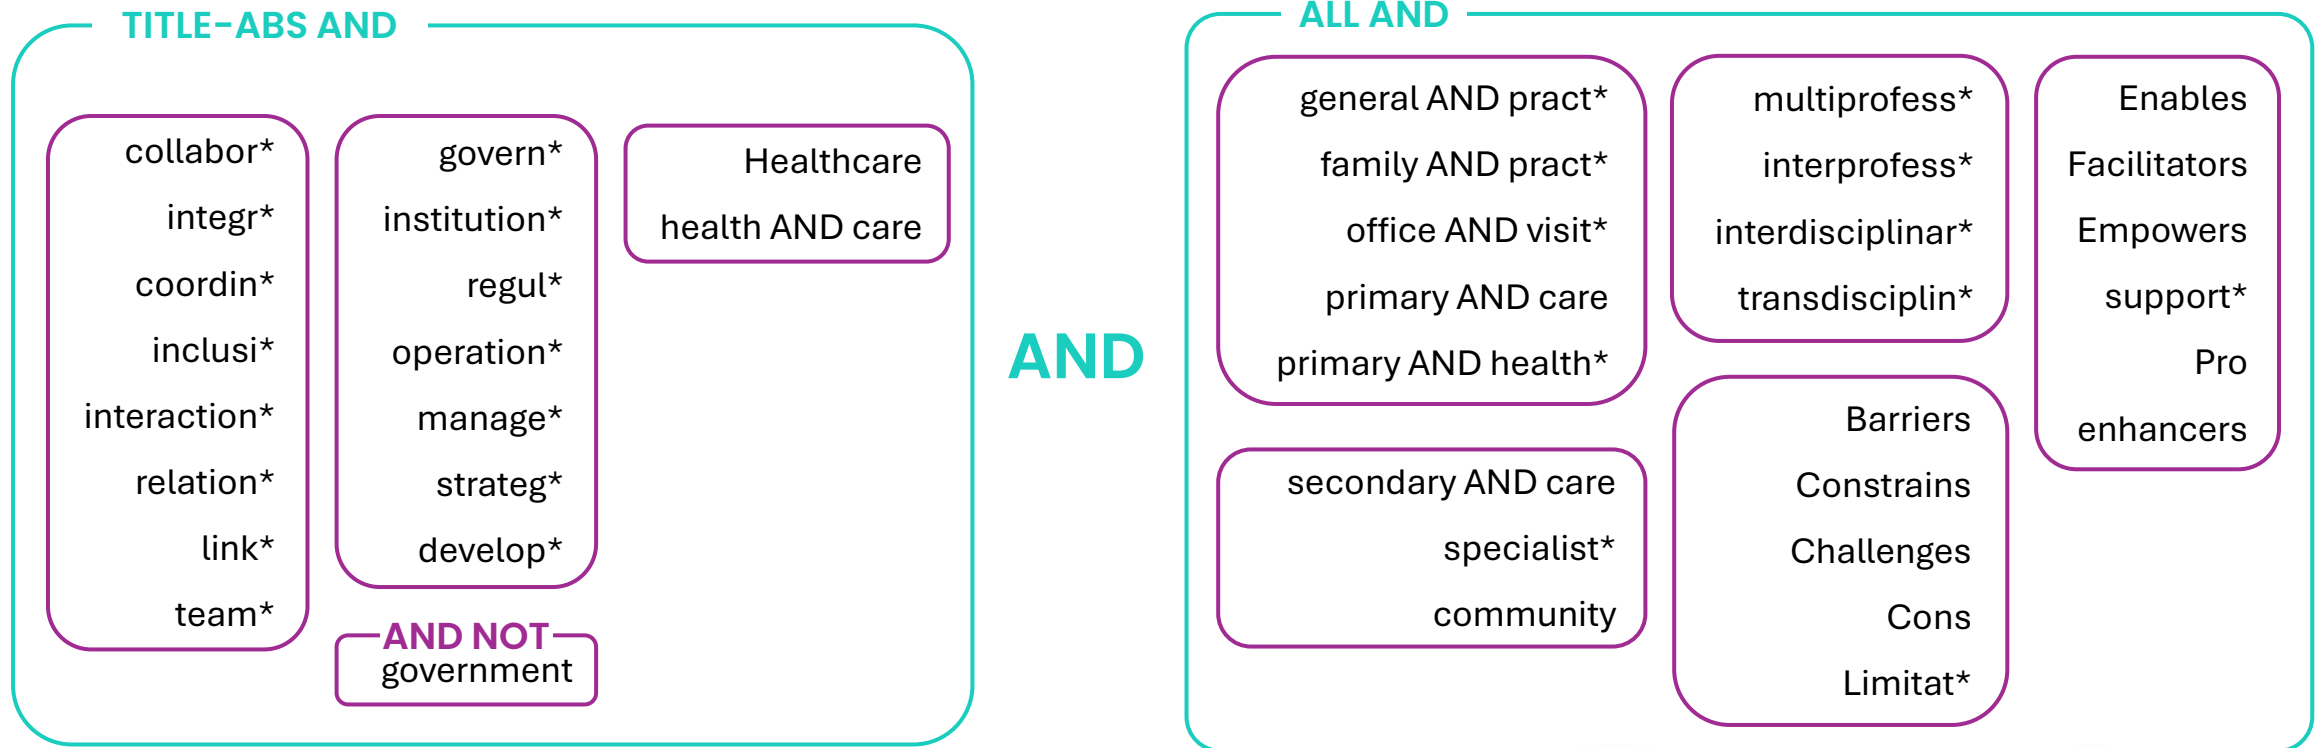 TITLE-ABS AND
collabor*
integr*
coordin*
inclusi*
interaction*
relation*
link*
team*
govern*
institution*
regul*
operation*
manage*
strateg*
develop*
AND NOT
government
Healthcare
health AND care
AND
ALL AND
general AND pract*
family AND pract*
office AND visit*
primary AND care
primary AND health*
secondary AND care
specialist*
community
multiprofess*
interprofess*
interdisciplinar*
transdisciplin*
Barriers
Constrains
Challenges
Cons
Limitat*
Enables
Facilitators
Empowers
support*
Pro
enhancers